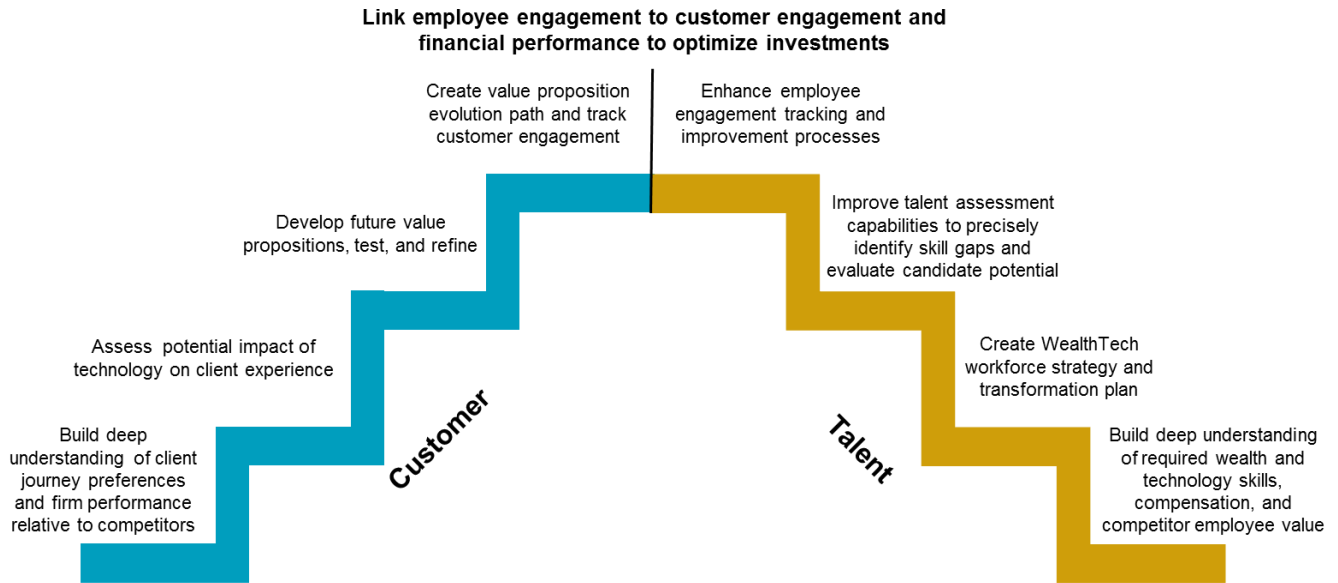 Link employee engagement to customer engagement and
financial performance to optimize investments
Create value proposition
evolution path and track
customer engagement
Enhance employee
engagement tracking and
improvement processes
Develop future value
propositions, test, and refine
Improve talent assessment
capabilities to precisely
identify skill gaps and
evaluate candidate potential
Assess potential impact of
technology on client experience
Create WealthTech
workforce strategy and
transformation plan
Build deep
understanding of client
journey preferences
and firm performance
relative to competitors
Customer
Talent
Build deep understanding
of required wealth and
technology skills,
compensation, and
competitor employee value